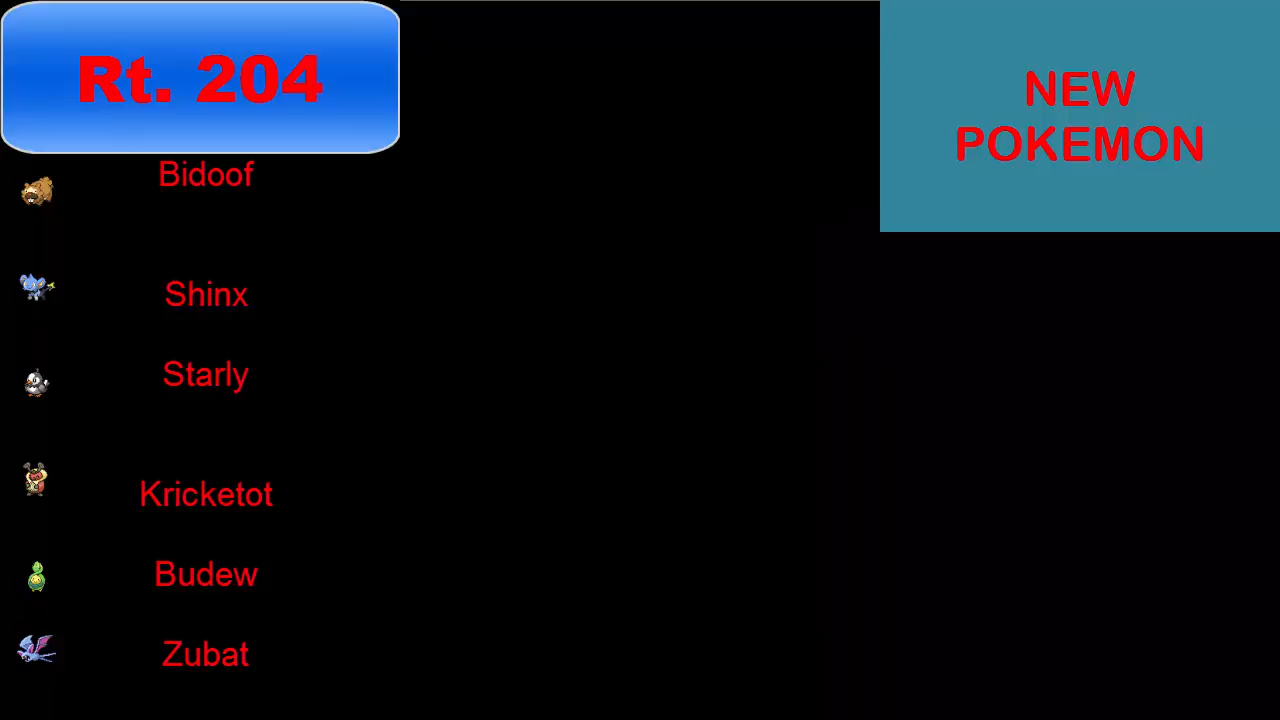 Rt. 204
NEW
POKEMON
Bidoof
Shinx
Starly
Kricketot
Budew
Zubat